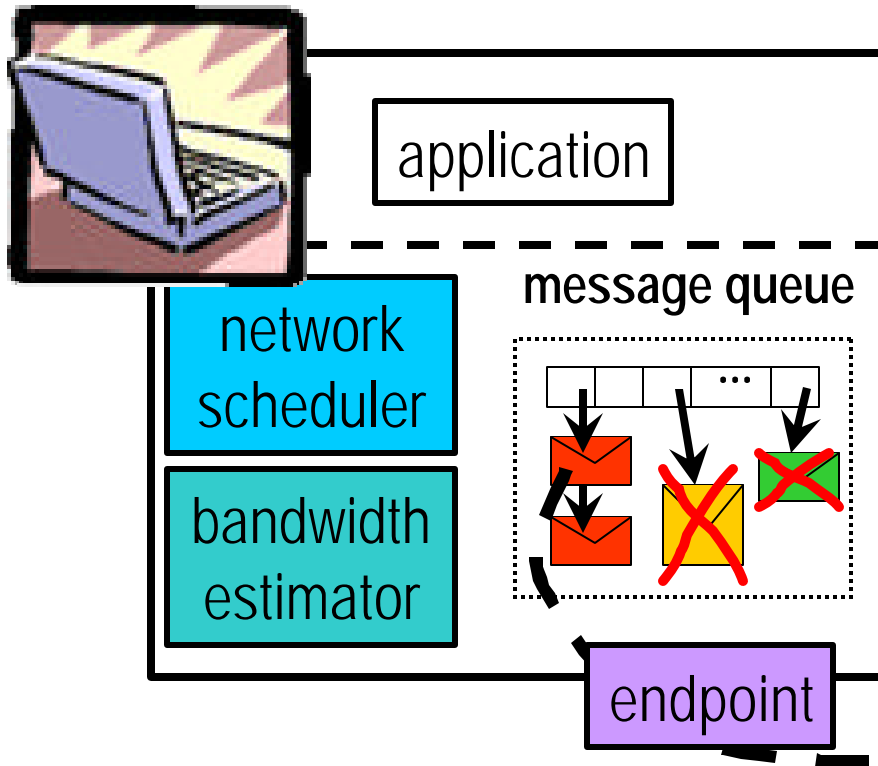 application
message queue
network
scheduler
...
bandwidth
estimator
endpoint